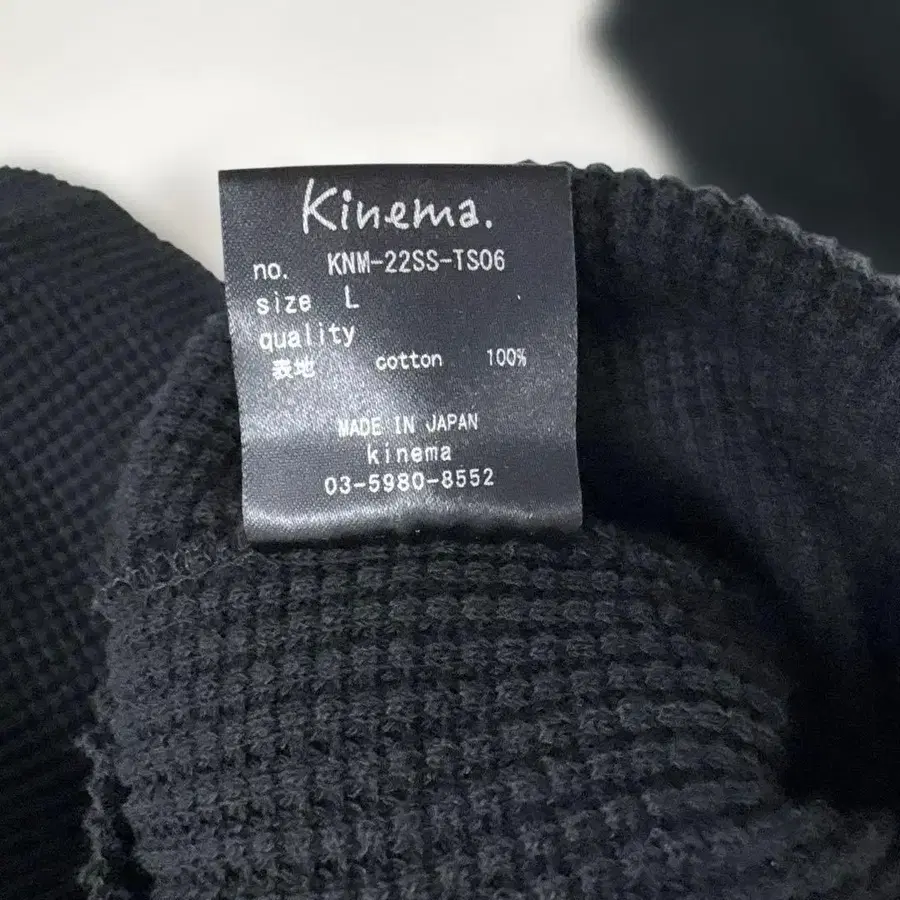 Kinema.
no. KNM-22SS-TS06
size L
quality
表地 cotton 100%
MADE IN JAPAN
kinema
03-5980-8552